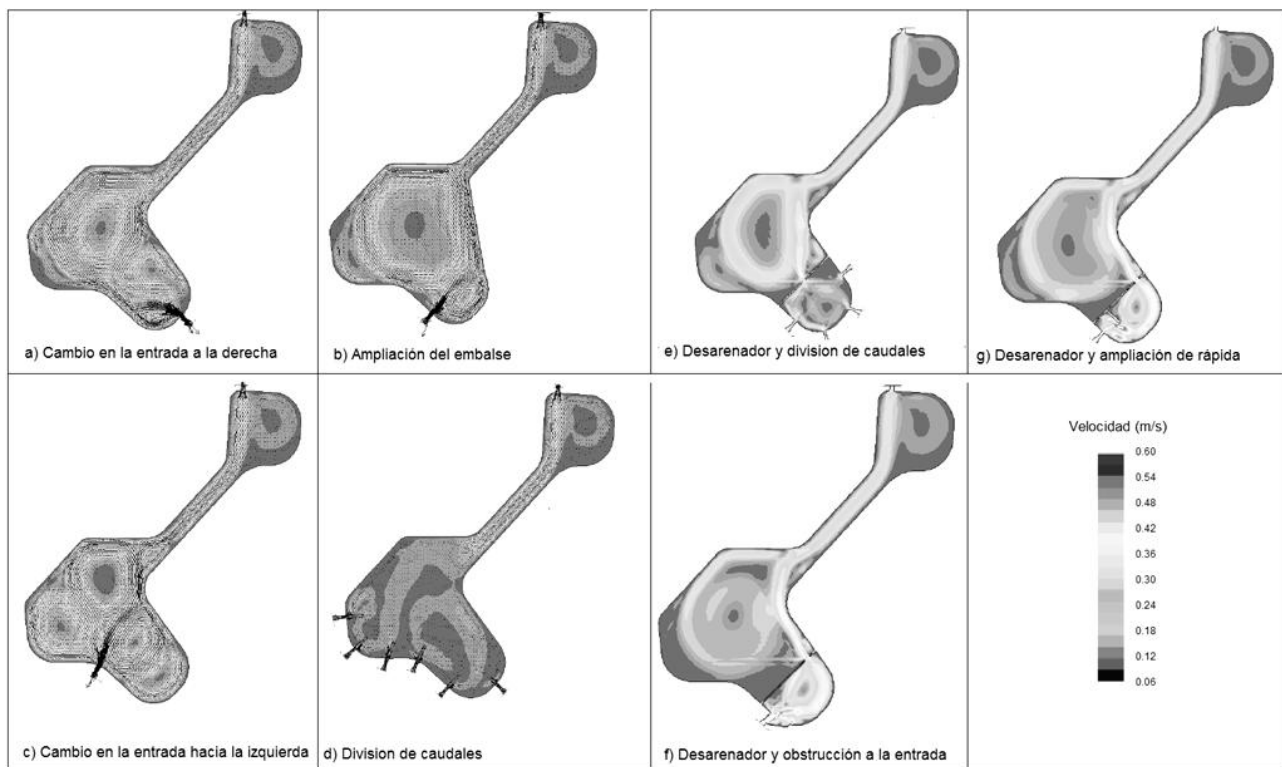 a) Cambio en la entrada a la derecha
b) Ampliación del embalse
e) Desarenador y division de caudales
g) Desarenador y ampliación de rápida
c) Cambio en la entrada hacia la izquierda
d) Division de caudales
f) Desarenador y obstrucción a la entrada
Velocidad (m/s)
0.60
0.54
0.48
0.42
0.36
0.30
0.24
0.18
0.12
0.06